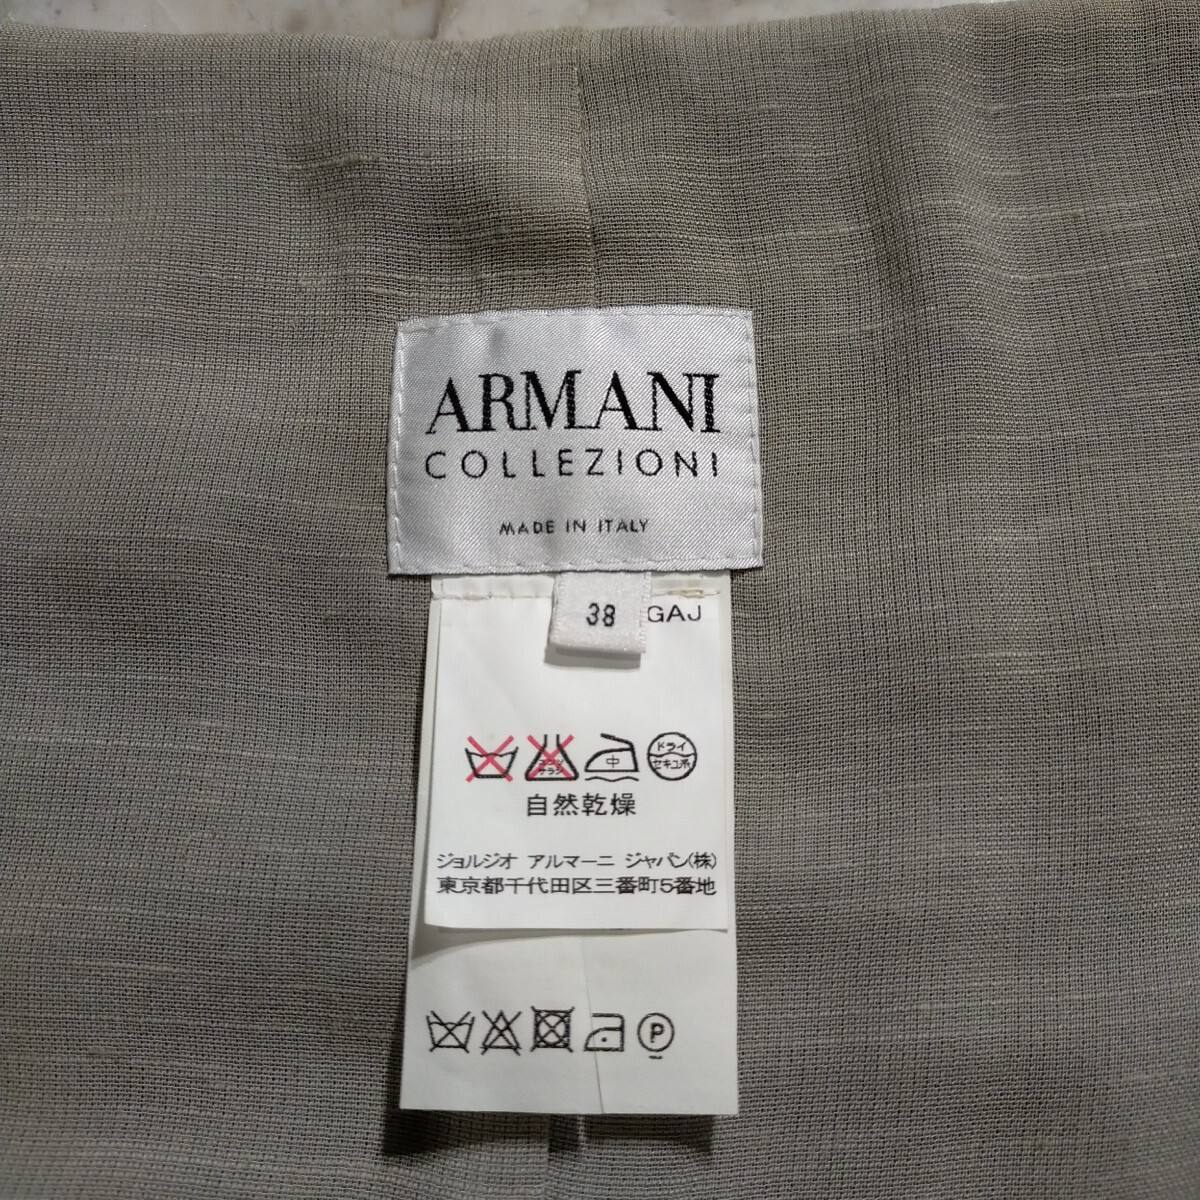 ARMANI
COLLEZIONI
MADE IN ITALY
38
GAJ
中
ドライ
セキユ系
自然乾燥
ジョルジオ アルマーニ ジャパン(株)
東京都千代田区三番町5番地
P